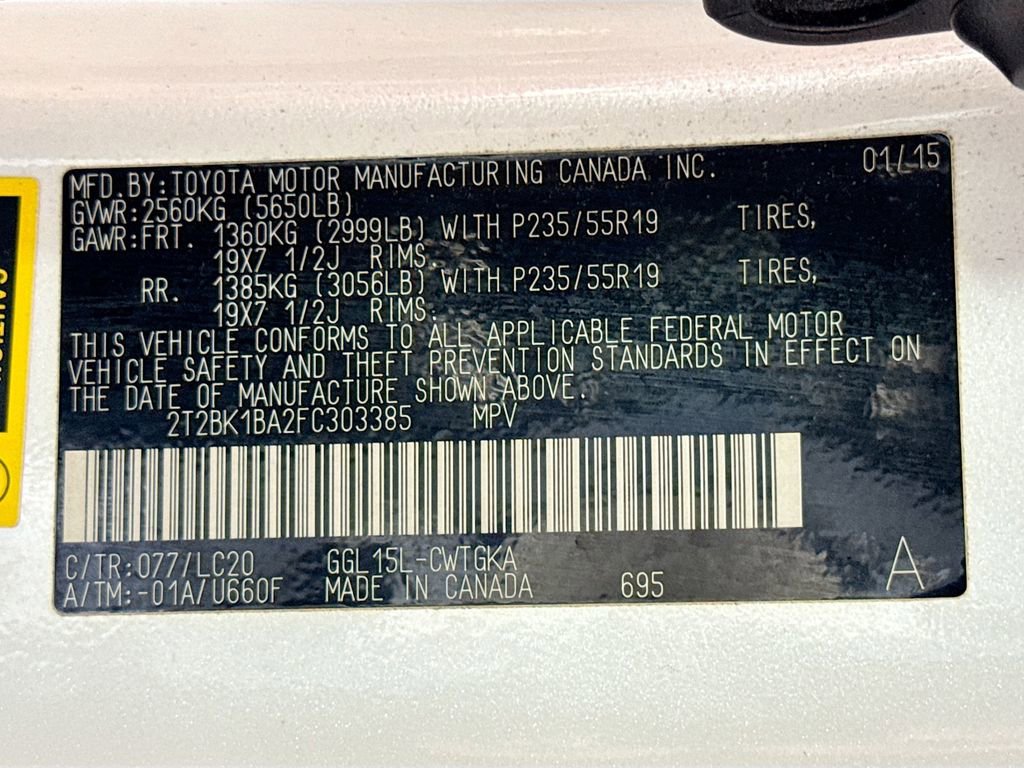 MFD.BY:TOYOTA MOTOR MANUFACTURING CANADA INC. 01/15
GVWR:2560KG (5650LB)
GAWR:FRT. 1360KG (2999LB) WITH P235/55R19 TIRES,
19X7 1/2J RIMS.
RR. 1385KG (3056LB) WITH P235/55R19 TIRES,
19X7 1/2J RIMS.
THIS VEHICLE CONFORMS TO ALL APPLICABLE FEDERAL MOTOR
VEHICLE SAFETY AND THEFT PREVENTION STANDARDS IN EFFECT ON
THE DATE OF MANUFACTURE SHOWN ABOVE.
2T2BK1BA2FC303385 MPV
C/TR:077/LC20 GGL15L-CWTGKA
A/TM:-01A/U660F MADE IN CANADA 695 A